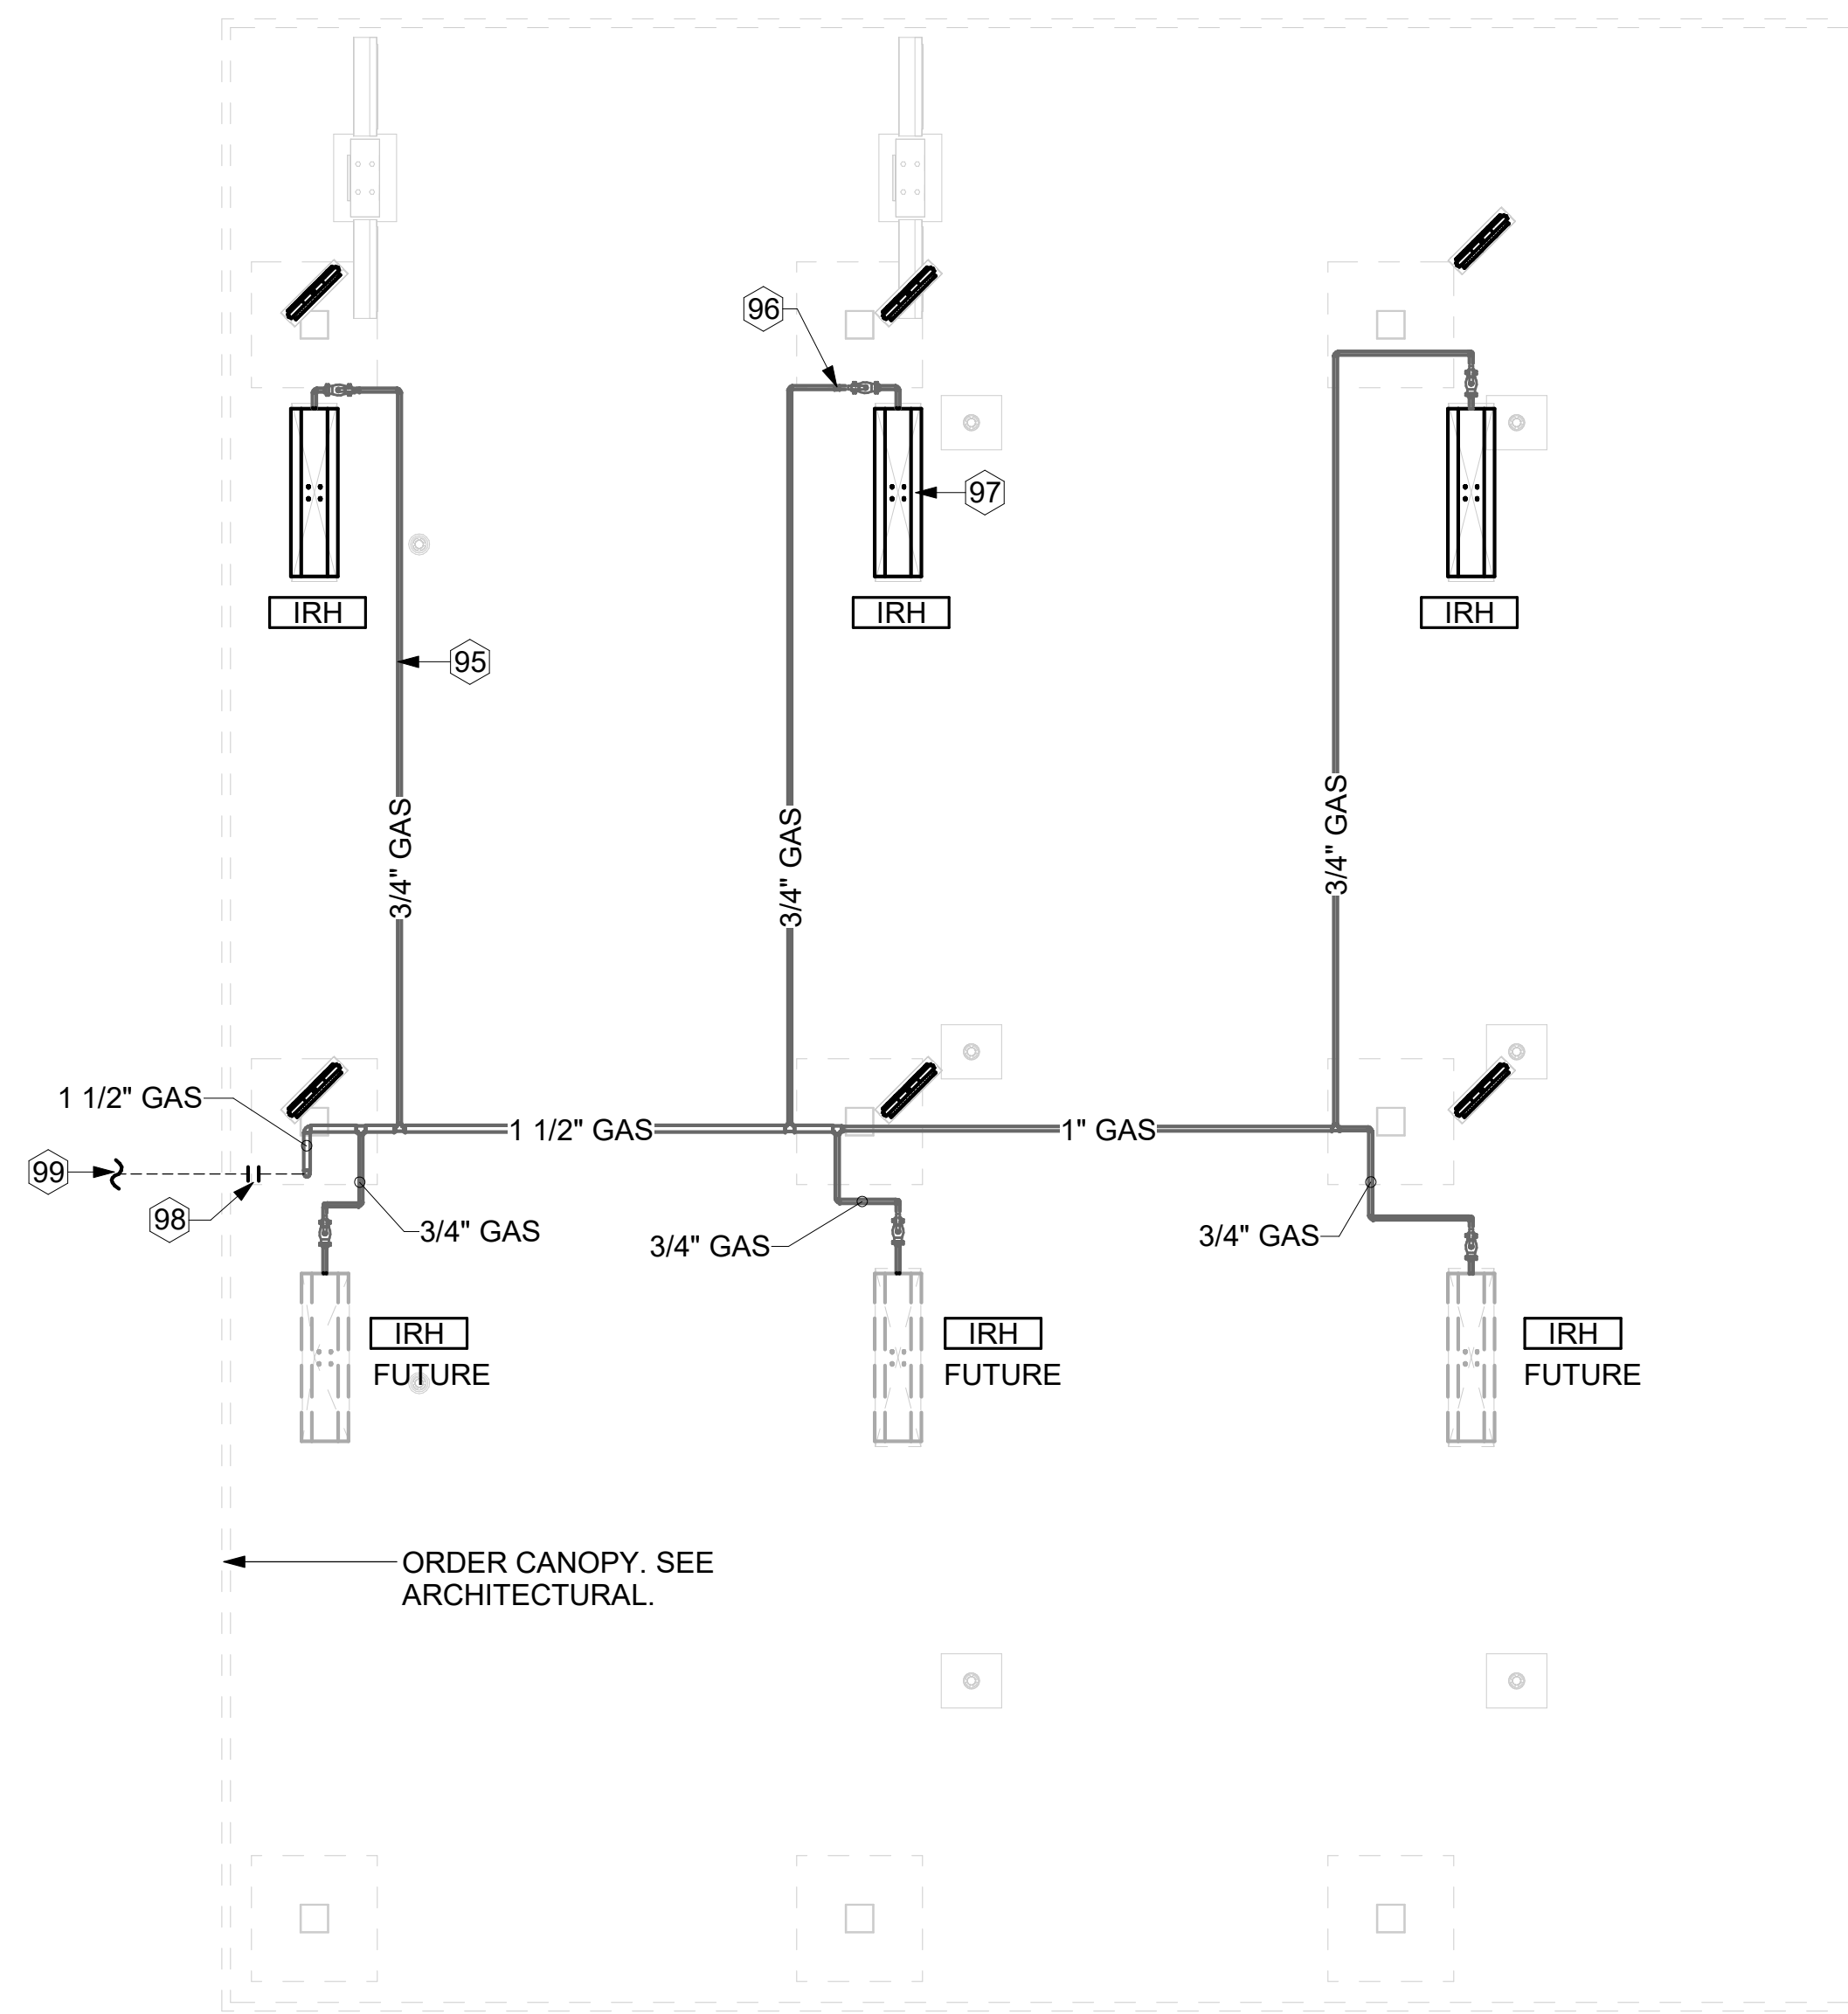 96
97
IRH
IRH
IRH
95
3/4" GAS
3/4" GAS
3/4" GAS
1 1/2" GAS
1 1/2" GAS
1" GAS
99
98
3/4" GAS
3/4" GAS
3/4" GAS
IRH
FUTURE
IRH
FUTURE
IRH
FUTURE
ORDER CANOPY. SEE
ARCHITECTURAL.